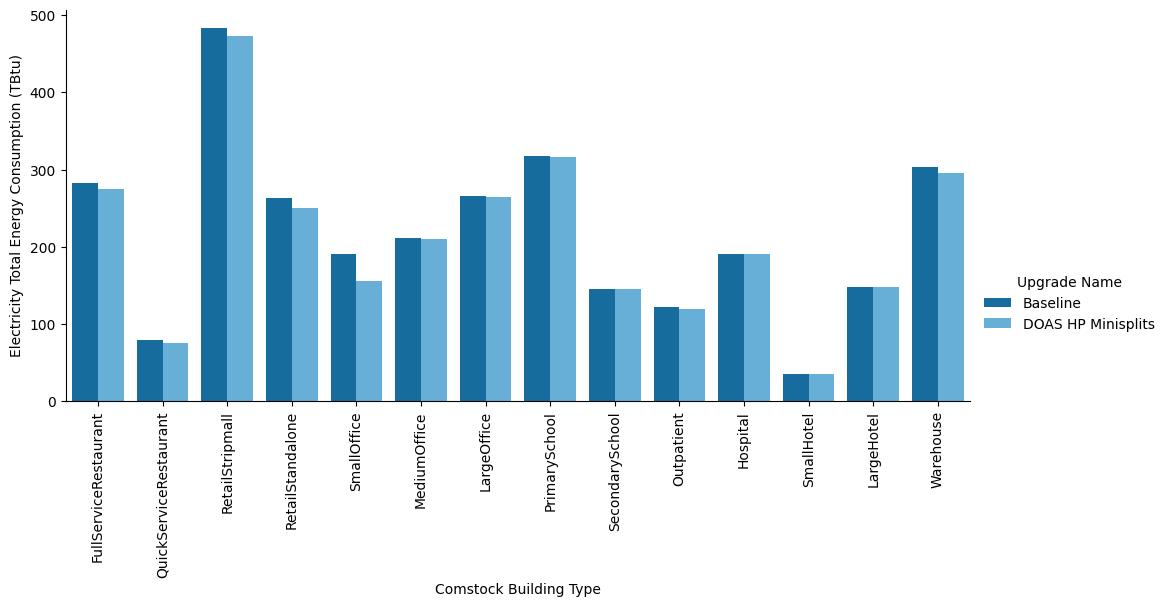 Electricity Total Energy Consumption (TBtu)
500
400
300
200
100
0
FullServiceRestaurant
QuickServiceRestaurant
RetailStripmall
RetailStandalone
SmallOffice
MediumOffice
LargeOffice
PrimarySchool
SecondarySchool
Outpatient
Hospital
SmallHotel
LargeHotel
Warehouse
Comstock Building Type
Upgrade Name
Baseline
DOAS HP Minisplits